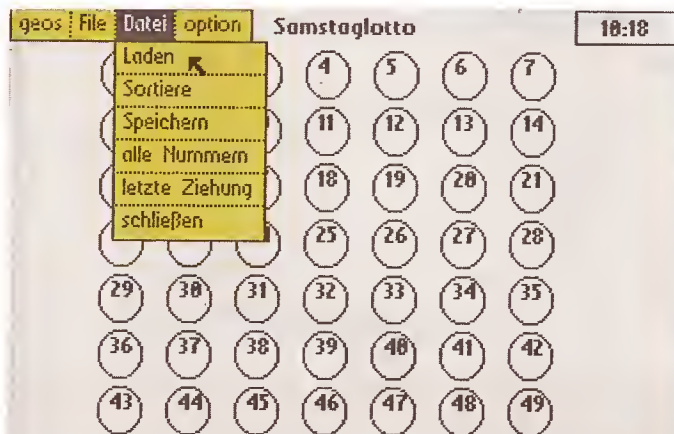 geos File Datei option Samstaglotto 10:18
Laden
Sortiere
Speichern
alle Nummern
letzte Ziehung
schließen
4 5 6 7
11 12 13 14
18 19 20 21
25 26 27 28
29 30 31 32 33 34 35
36 37 38 39 40 41 42
43 44 45 46 47 48 49